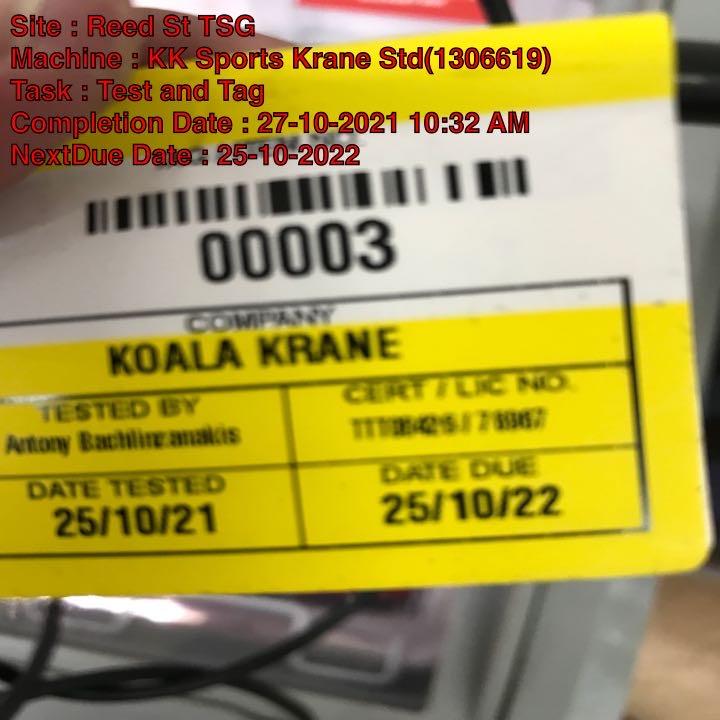 Site : Reed St TSG
Machine : KK Sports Krane Std(1306619)
Task : Test and Tag
Completion Date : 27-10-2021 10:32 AM
NextDue Date : 25-10-2022
00003
COMPANY
KOALA KRANE
TESTED BY
CERT / LIC NO.
Antony
DATE TESTED
DATE DUE
25/10/21
25/10/22